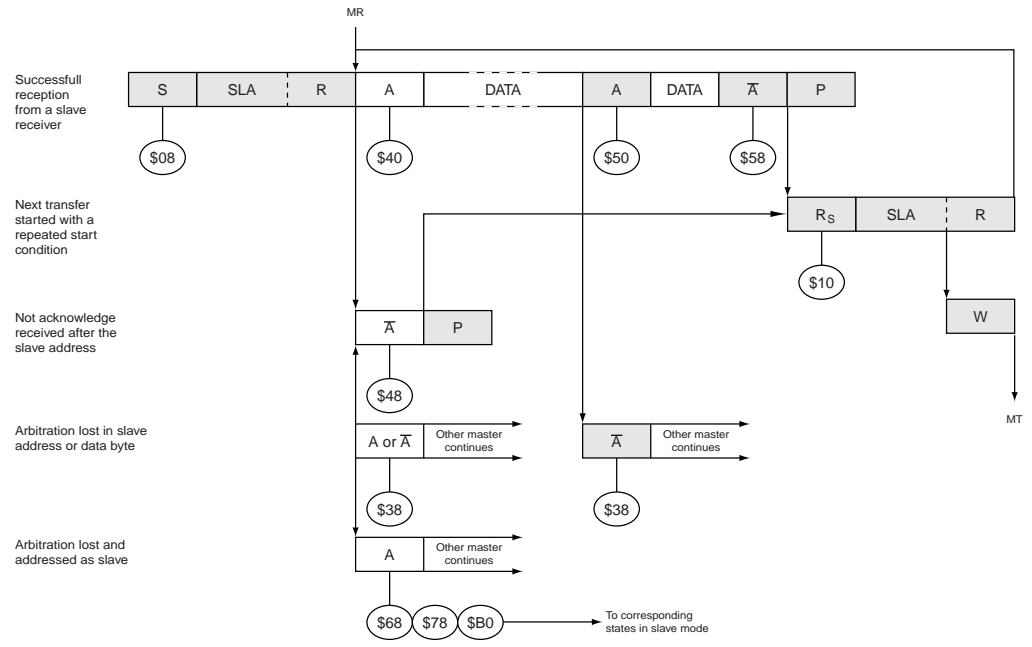 MR
Successfull
reception
from a slave
receiver
S SLA R A DATA A DATA A̅ P
$08 $40 $50 $58
Next transfer
started with a
repeated start
condition
RS SLA R
$10
Not acknowledge
received after the
slave address
A̅ P
W
$48
MT
Arbitration lost in slave
address or data byte
A or A̅
Other master
continues
A̅
Other master
continues
$38 $38
Arbitration lost and
addressed as slave
A
Other master
continues
$68 $78 $B0
To corresponding
states in slave mode